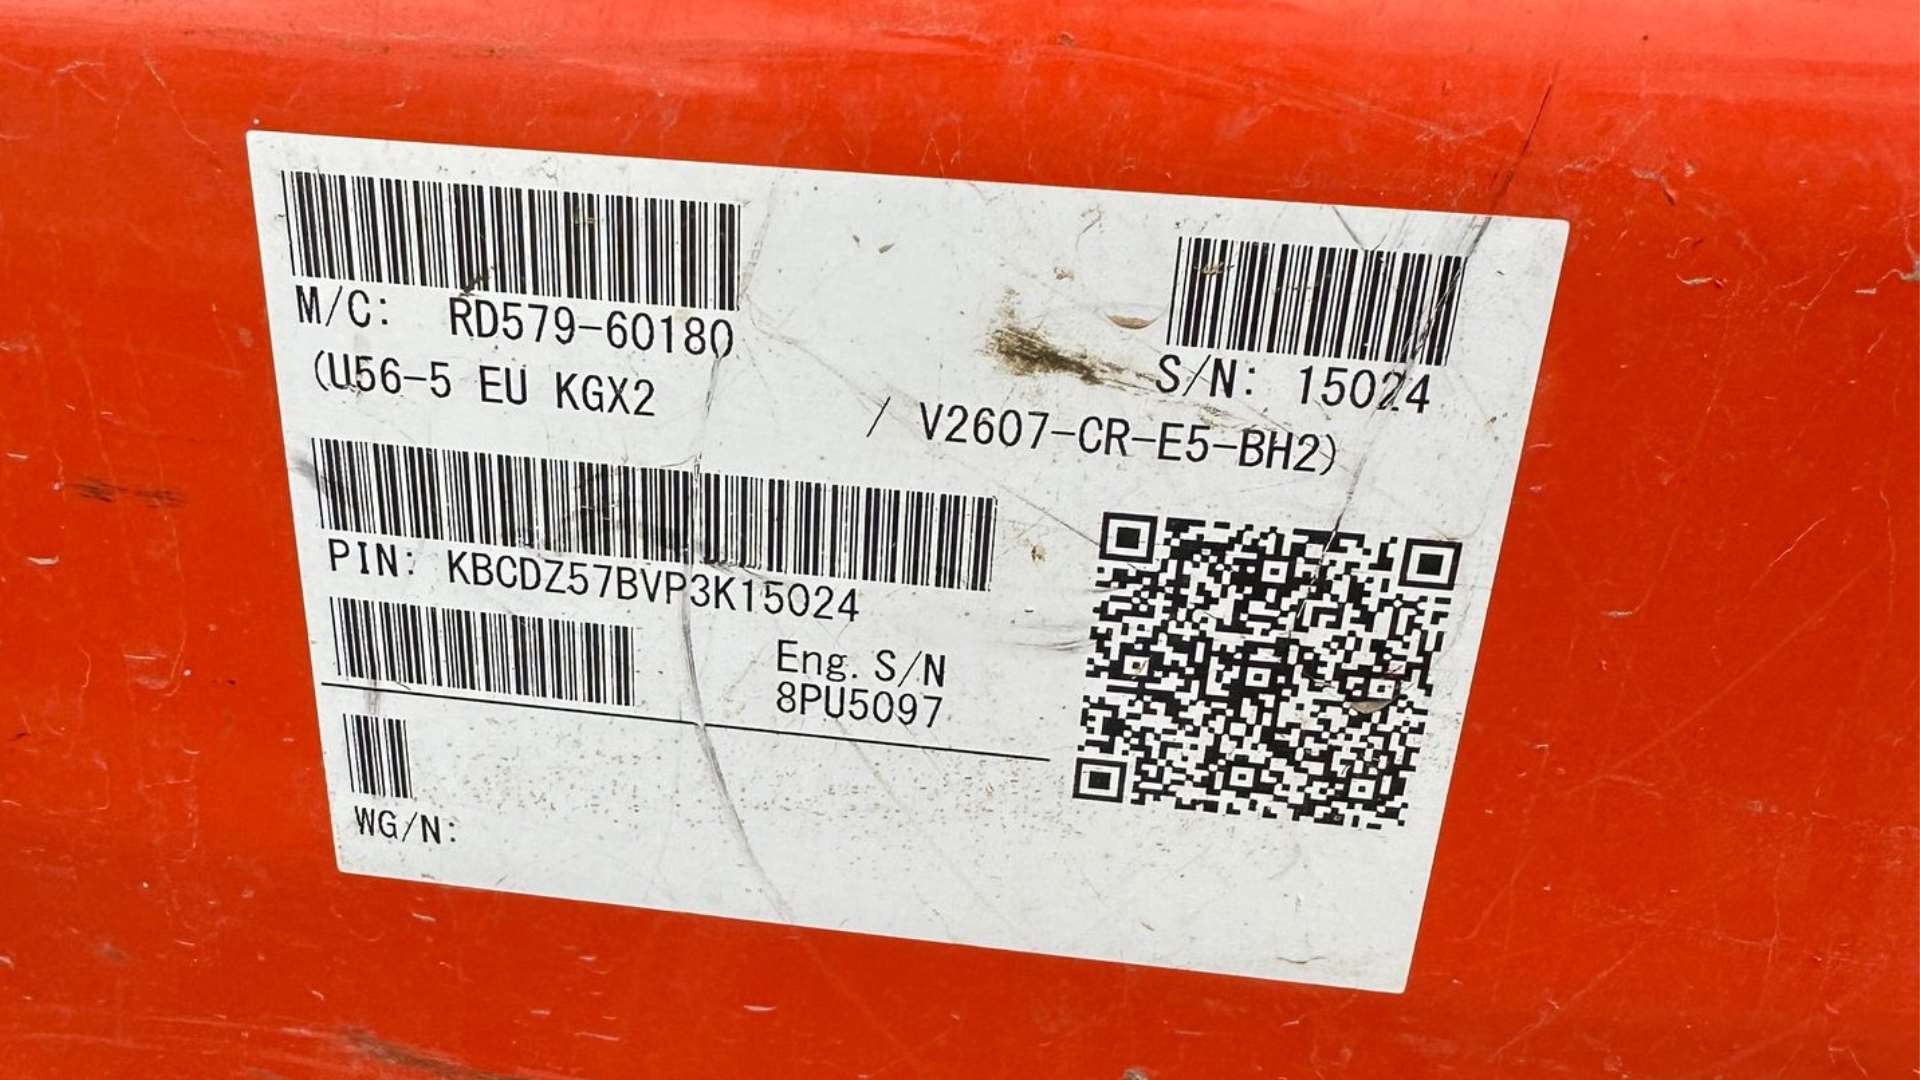 M/C: RD579-60180
S/N: 15024
(U56-5 EU KGX2 / V2607-CR-E5-BH2)
PIN: KBCDZ57BVP3K15024
Eng. S/N
8PU5097
WG/N: